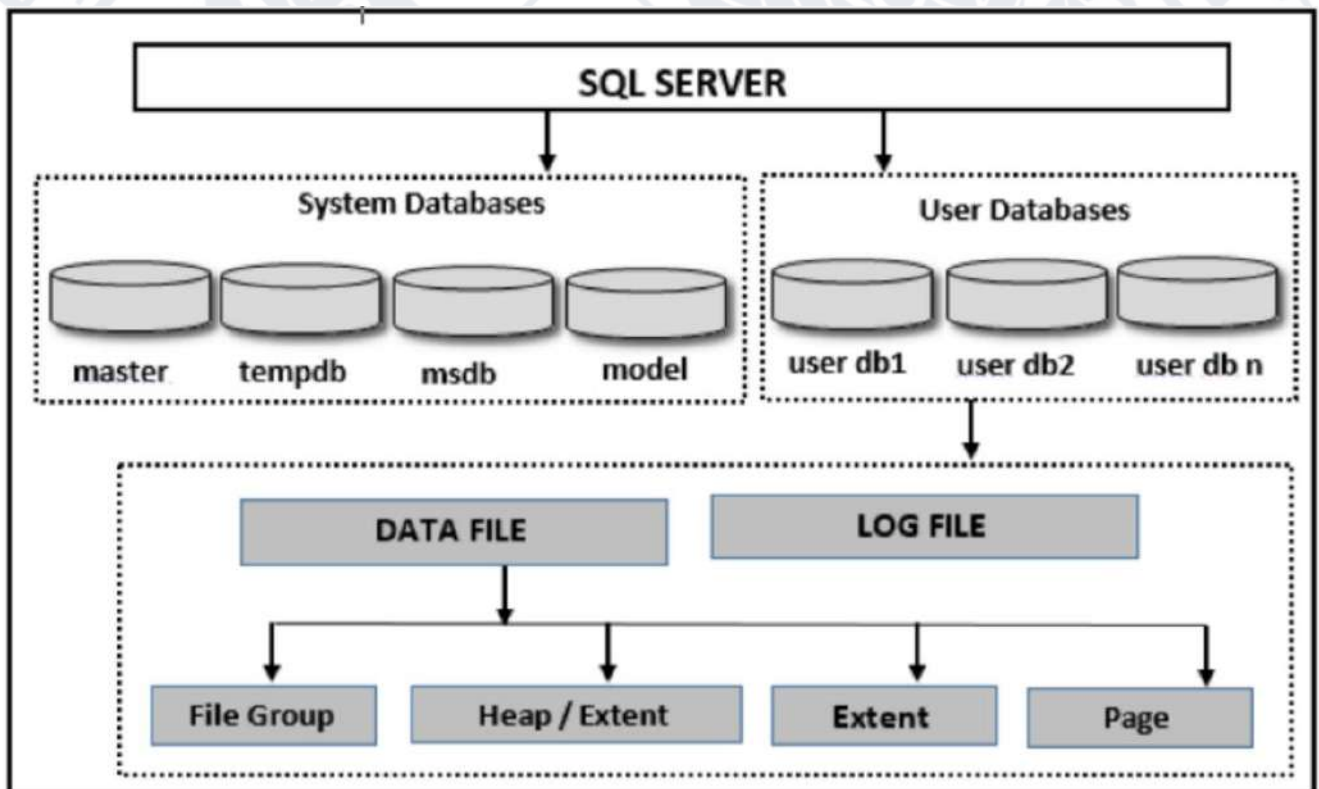 SQL SERVER
System Databases
User Databases
master
tempdb
msdb
model
user db1
user db2
user db n
DATA FILE
LOG FILE
File Group
Heap / Extent
Extent
Page